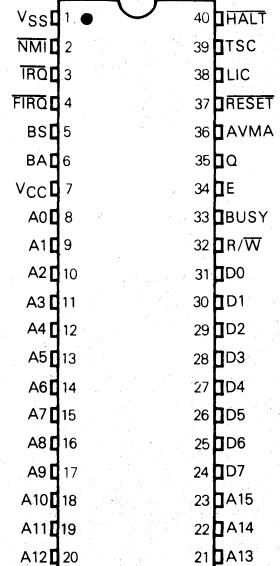 VSS 1 40 HALT
NMI 2 39 TSC
IRQ 3 38 LIC
FIRQ 4 37 RESET
BS 5 36 AVMA
BA 6 35 Q
VCC 7 34 E
A0 8 33 BUSY
A1 9 32 R/W
A2 10 31 D0
A3 11 30 D1
A4 12 29 D2
A5 13 28 D3
A6 14 27 D4
A7 15 26 D5
A8 16 25 D6
A9 17 24 D7
A10 18 23 A15
A11 19 22 A14
A12 20 21 A13